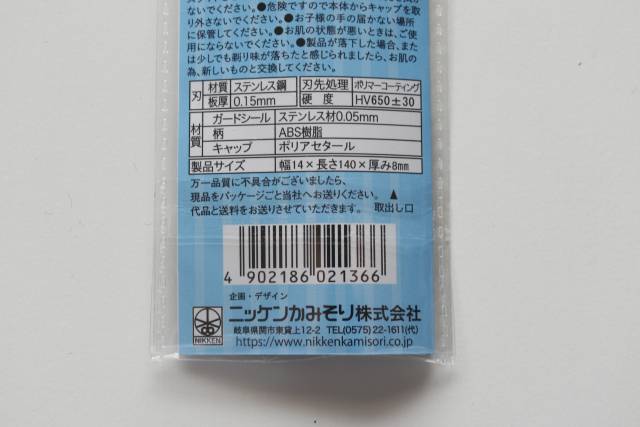 ないでください。●危険ですので本体からキャップを取
り外さないでください。●お子様の手の届かない場所
に保管してください。●お肌の状態が悪いときは、ご使
用にならないでください。●製品が落下した場合、また
は少しでも剃り味が落ちたと感じられましたら、お肌の
為、新しいものと交換してください。
刃 材質 ステンレス鋼 刃先処理 ポリマーコーティング
板厚 0.15mm 硬度 HV650±30
材質 ガードシール ステンレス材0.05mm
柄 ABS樹脂
キャップ ポリアセタール
製品サイズ 幅14×長さ140×厚み8mm
万一品質に不具合がございましたら、
現品をパッケージごと当社へお送りください。 ▲
代品と送料をお送りさせていただきます。 取出し口
4 902186 021366
企画・デザイン
ニッケンかみそり株式会社
NIKKEN
岐阜県関市東貸上12-2 TEL(0575)22-1611(代)
https://www.nikkenkamisori.co.jp